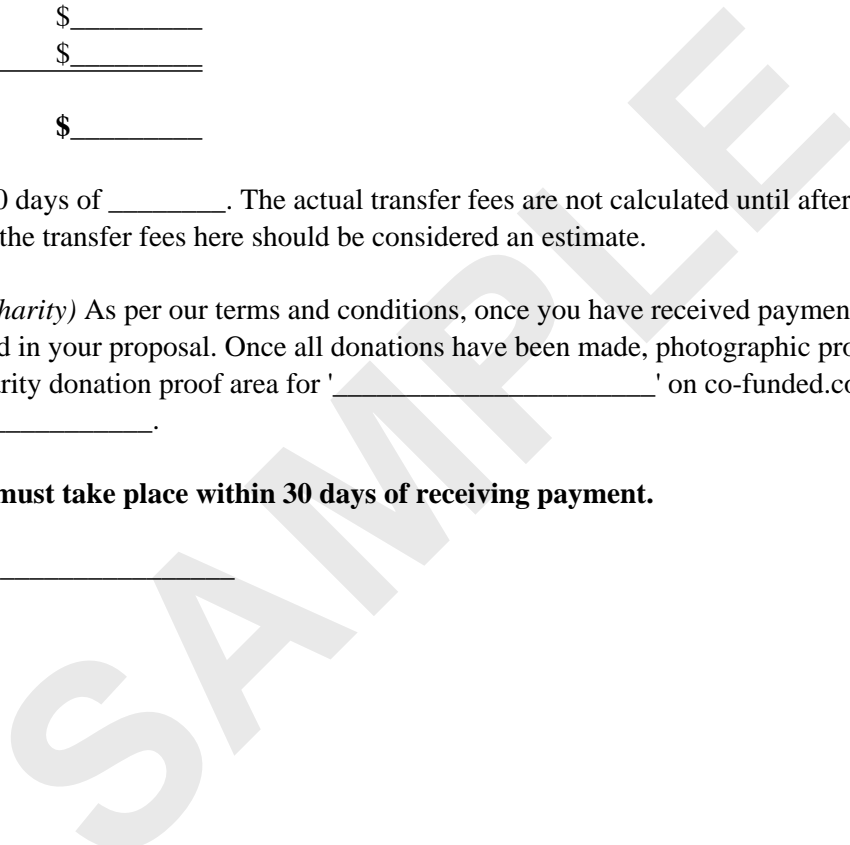 $_________
$_________
$_________
0 days of ________. The actual transfer fees are not calculated until after
the transfer fees here should be considered an estimate.
harity) As per our terms and conditions, once you have received paymen
d in your proposal. Once all donations have been made, photographic pro
rity donation proof area for '______________________' on co-funded.co
___________.
must take place within 30 days of receiving payment.
________________
SAMPLE